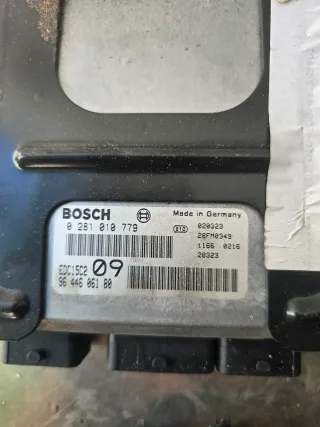 BOSCH
Made in Germany
0 281 010 779
610
020323
28FM0349
1166 0216
20323
EDC15C2 09
96 446 061 80